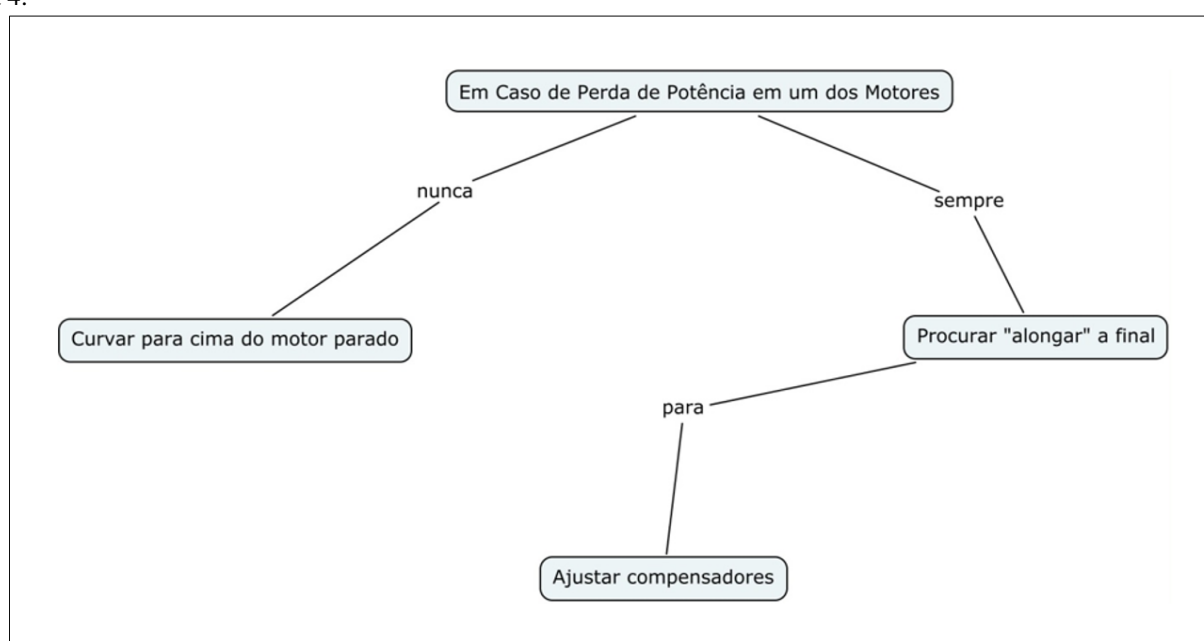 4.
Em Caso de Perda de Potência em um dos Motores
nunca
sempre
Curvar para cima do motor parado
Procurar "alongar" a final
para
Ajustar compensadores